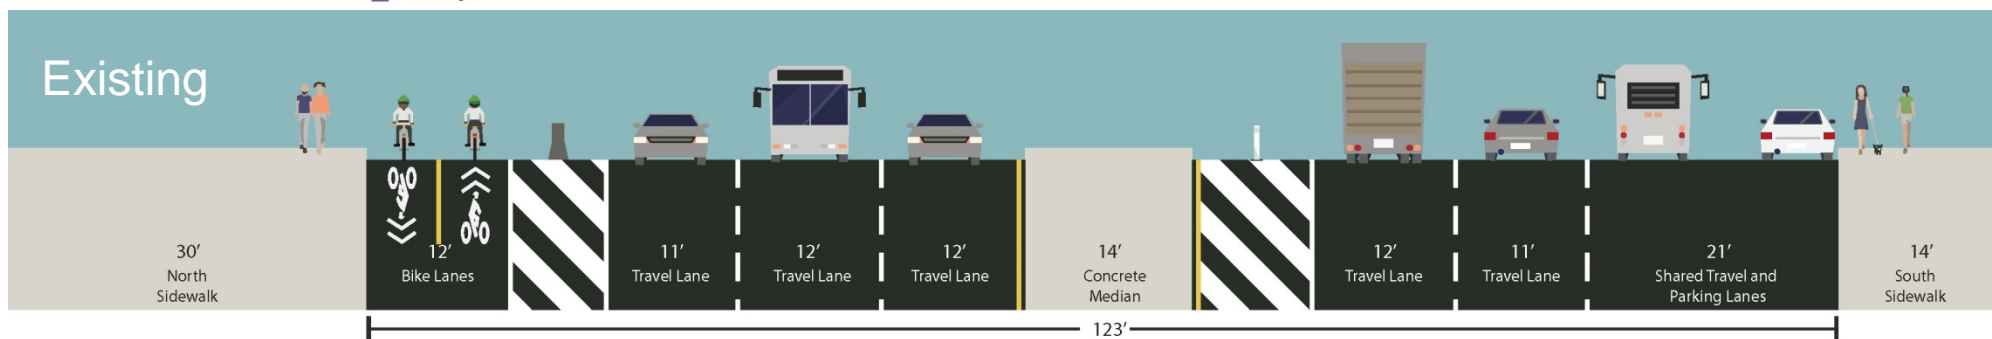 Existing
30’
North
Sidewalk
12’
Bike Lanes
11’
Travel Lane
12’
Travel Lane
12’
Travel Lane
14’
Concrete
Median
12’
Travel Lane
11’
Travel Lane
21’
Shared Travel and
Parking Lanes
14’
South
Sidewalk
123’